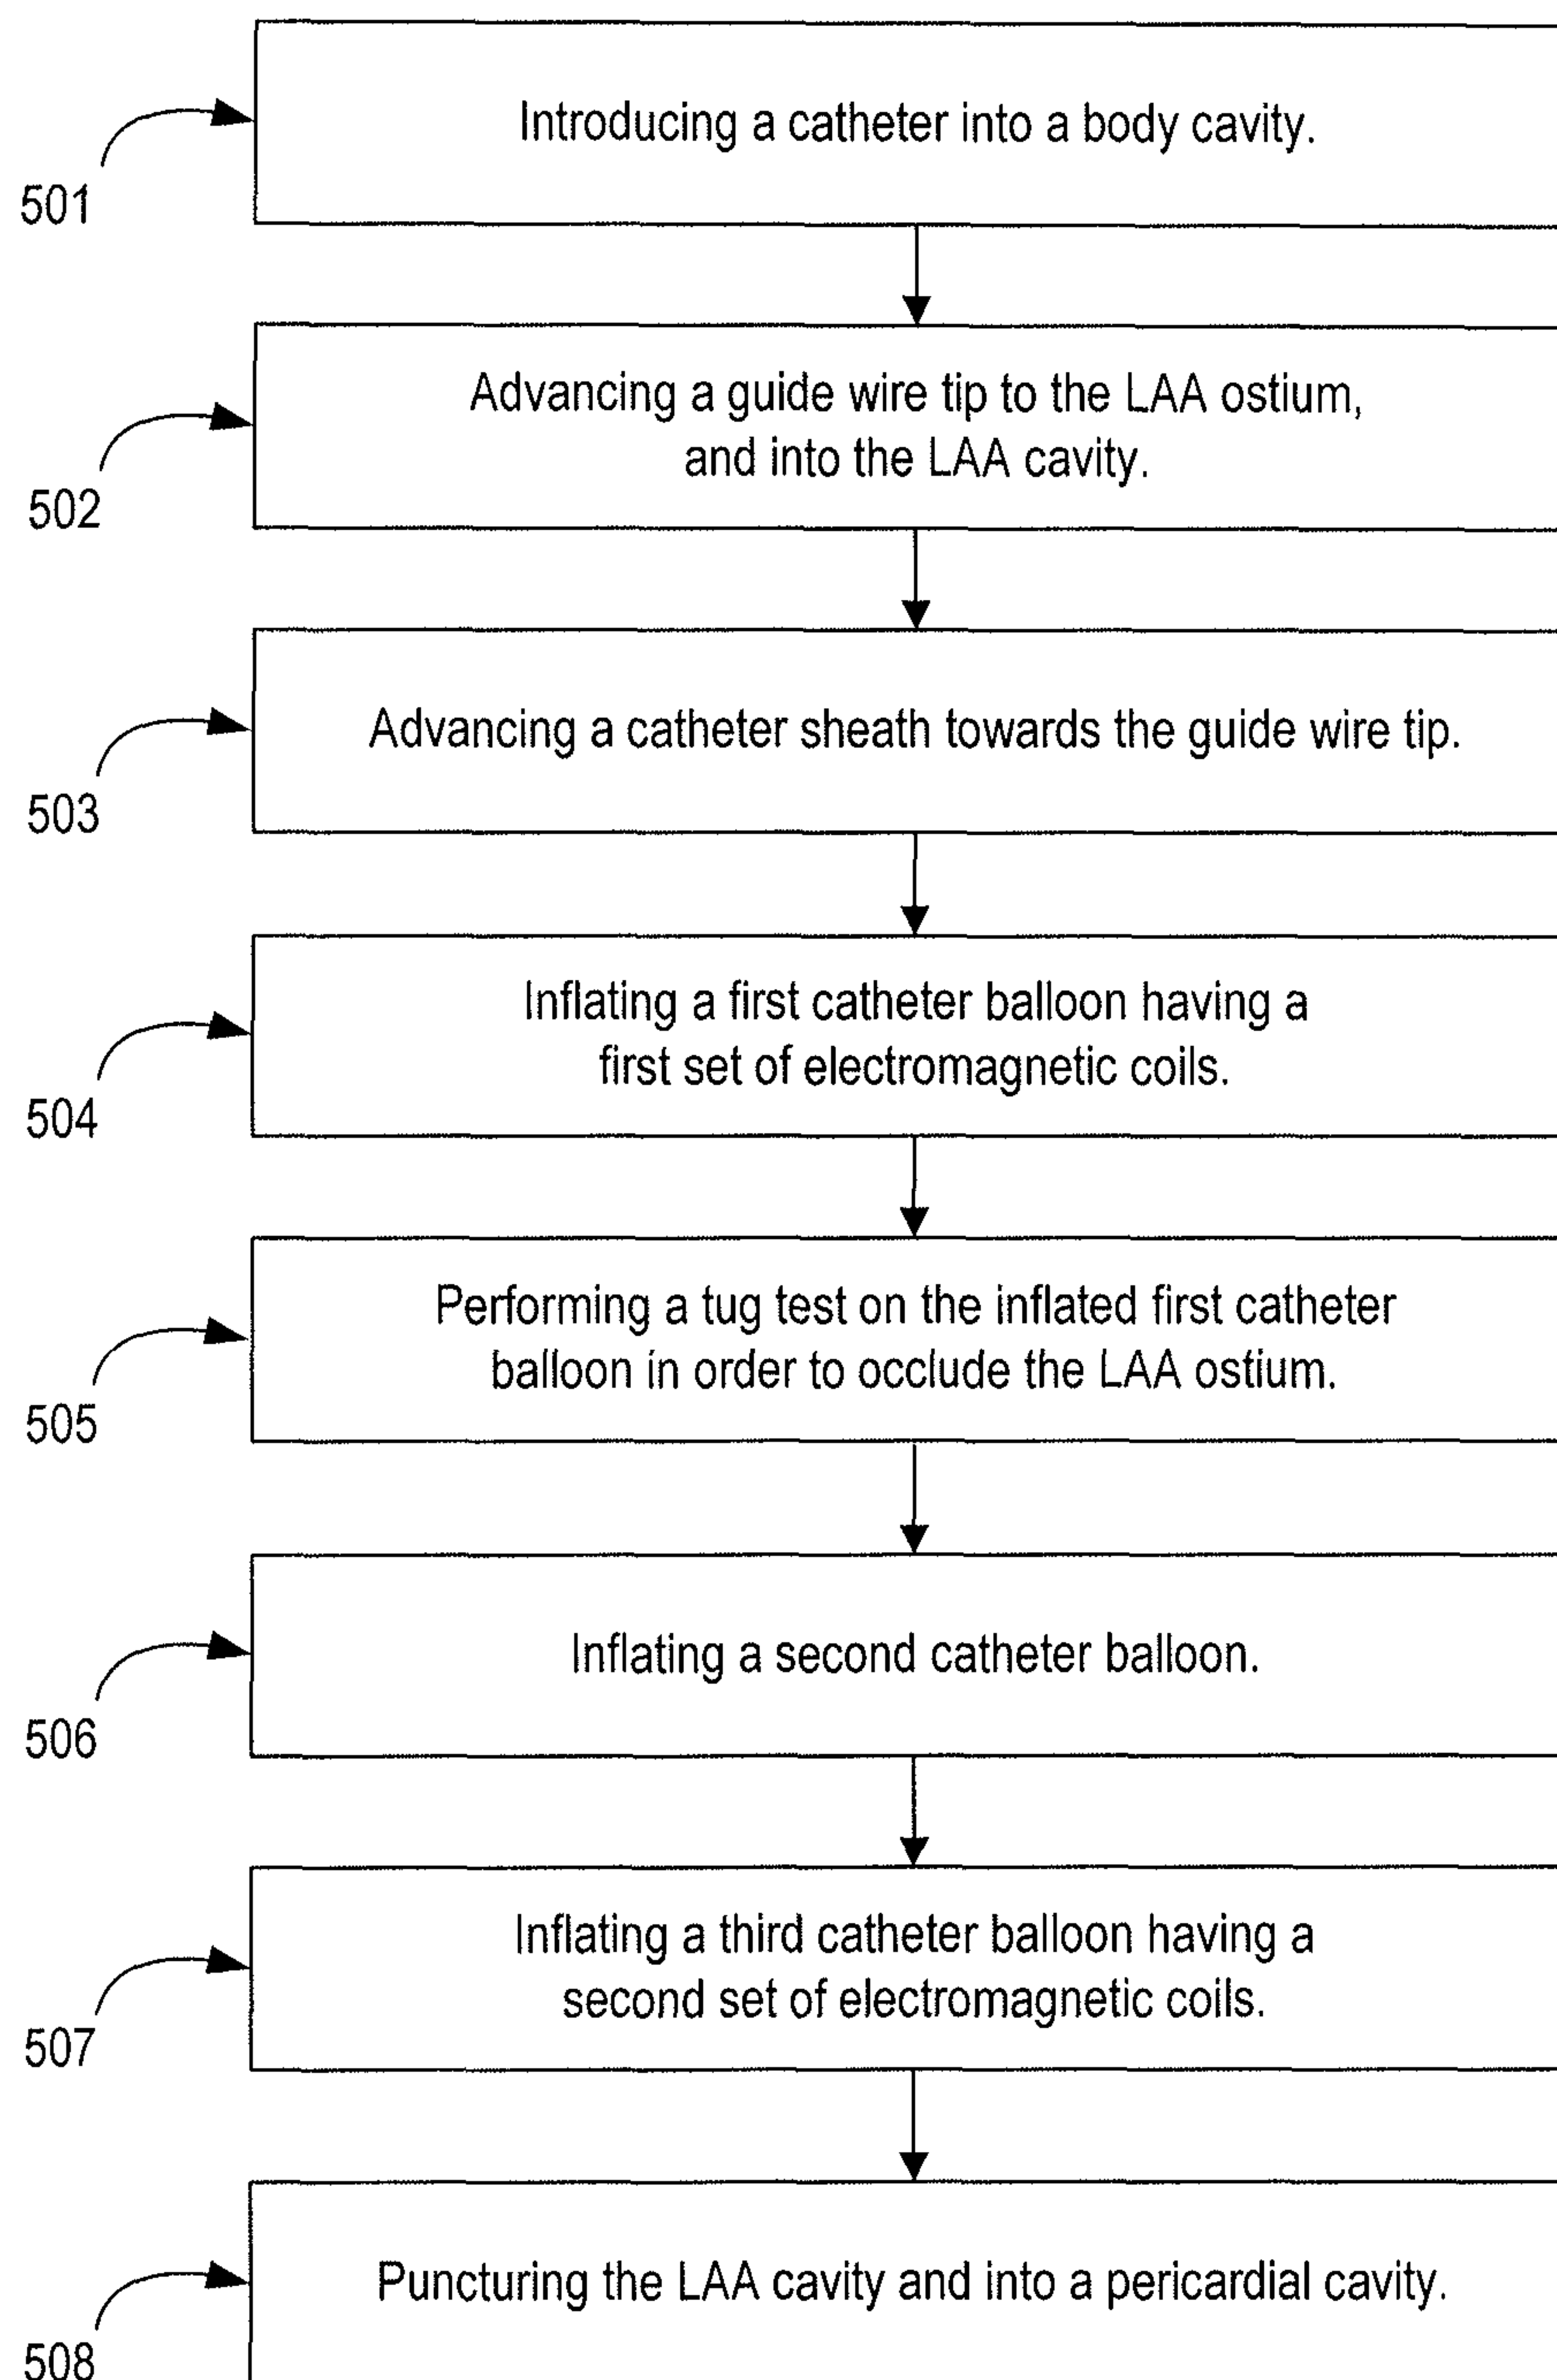 Introducing a catheter into a body cavity.
501
Advancing a guide wire tip to the LAA ostium,
and into the LAA cavity.
502
Advancing a catheter sheath towards the guide wire tip.
503
Inflating a first catheter balloon having a
first set of electromagnetic coils.
504
Performing a tug test on the inflated first catheter
balloon in order to occlude the LAA ostium.
505
Inflating a second catheter balloon.
506
Inflating a third catheter balloon having a
second set of electromagnetic coils.
507
Puncturing the LAA cavity and into a pericardial cavity.
508